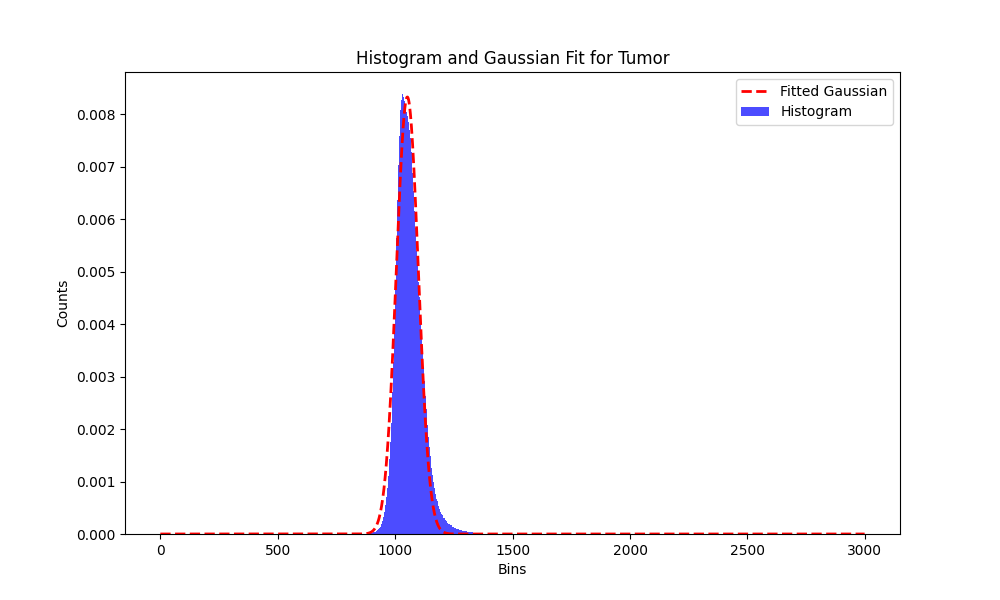 Histogram and Gaussian Fit for Tumor
Fitted Gaussian
Histogram
Counts
0.008
0.007
0.006
0.005
0.004
0.003
0.002
0.001
0.000
0 500 1000 1500 2000 2500 3000
Bins